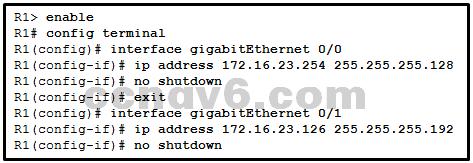 R1> enable
R1# config terminal
R1(config)# interface gigabitEthernet 0/0
R1(config-if)# ip address 172.16.23.254 255.255.255.128
R1(config-if)# no shutdown
R1(config-if)# exit
R1(config-if)# interface gigabitEthernet 0/1
R1(config-if)# ip address 172.16.23.126 255.255.255.192
R1(config-if)# no shutdown
ccnav6.com